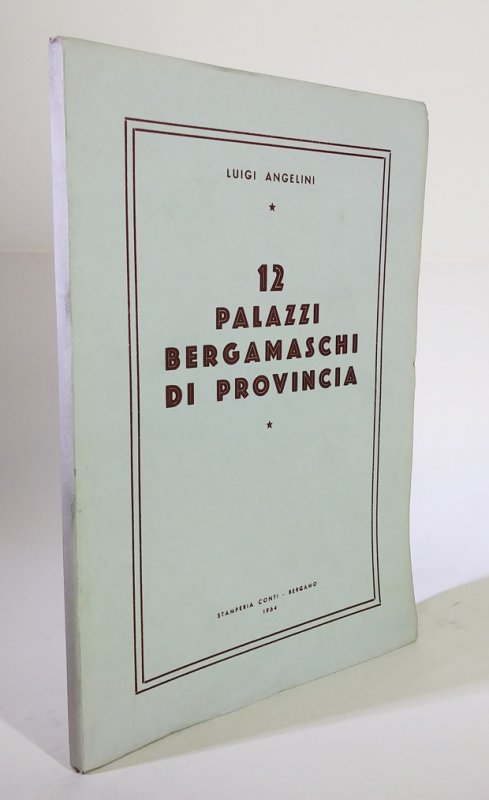 LUIGI ANGELINI
★
12
PALAZZI
BERGAMASCHI
DI PROVINCIA
★
STAMPERIA CONTI - BERGAMO
1964